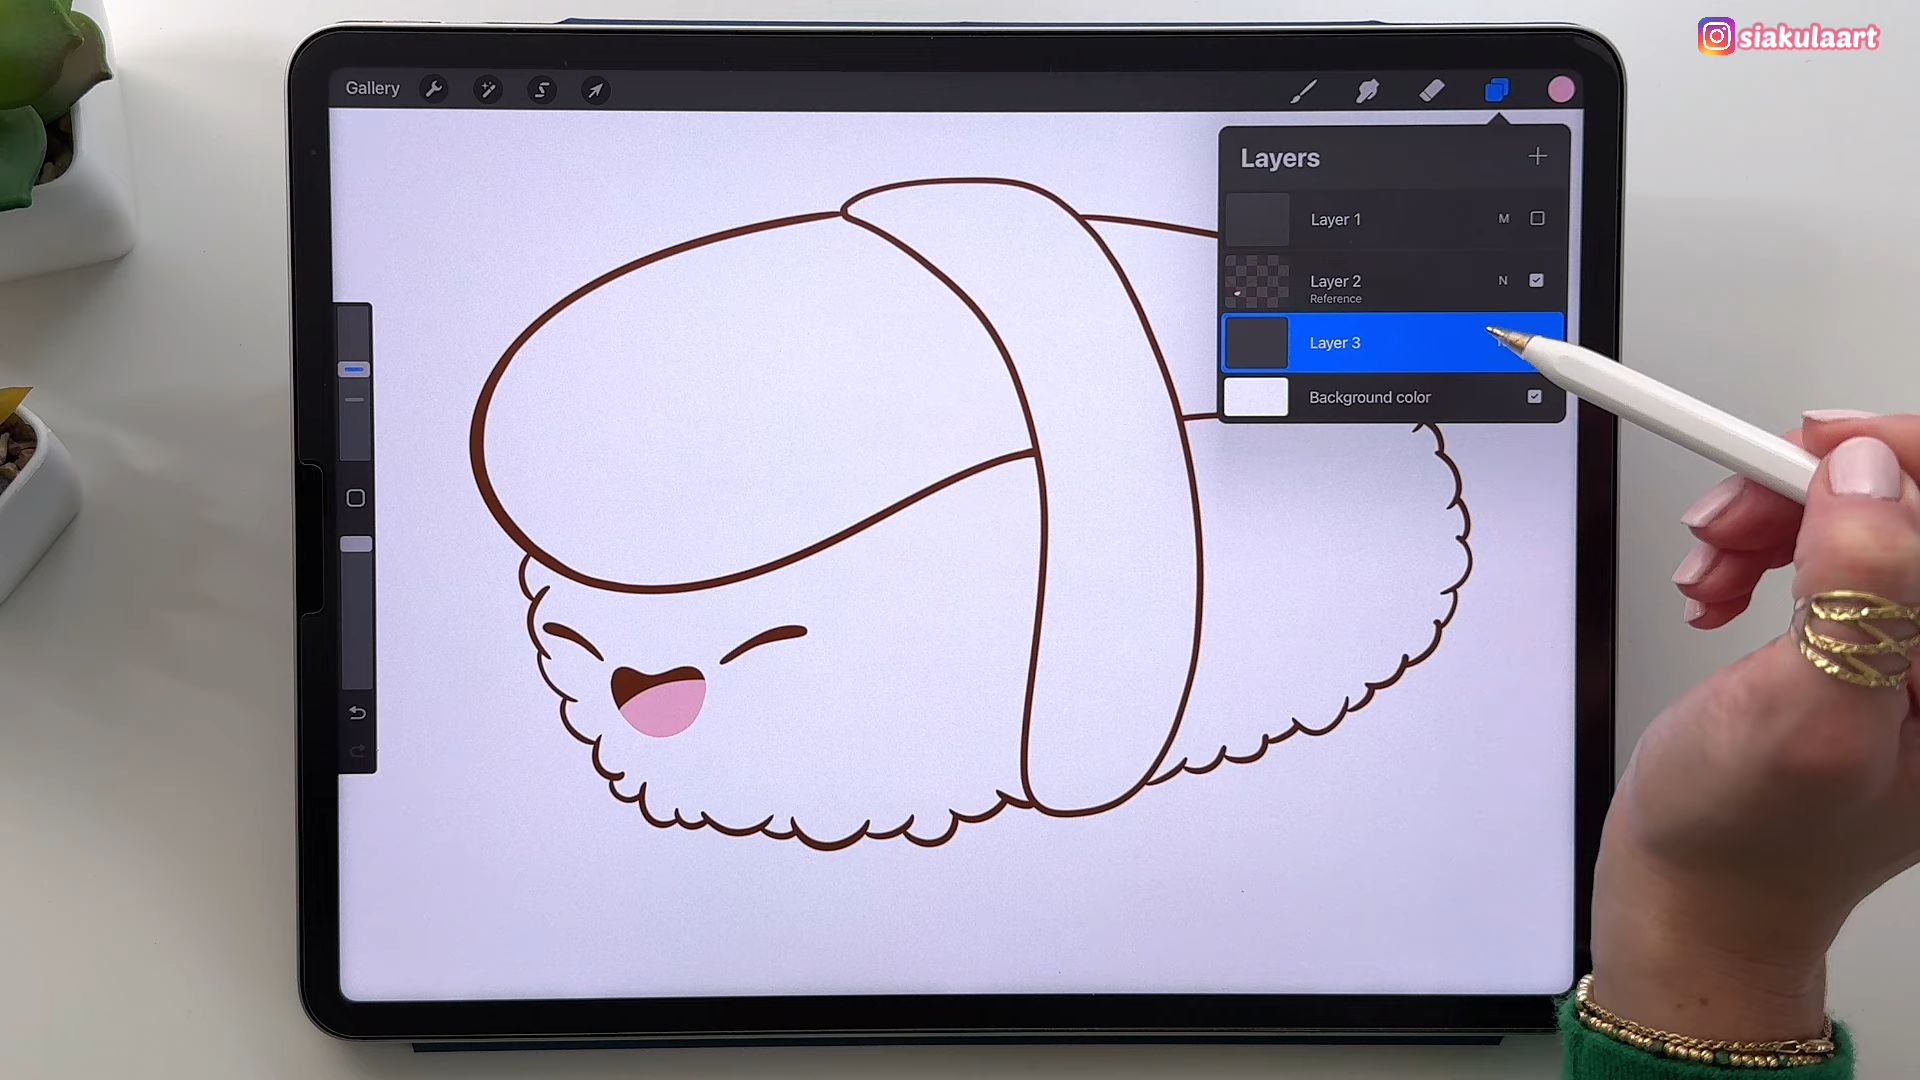 siakulaart
Gallery
Layers
Layer 1 M
Layer 2 N
Reference
Layer 3
Background color